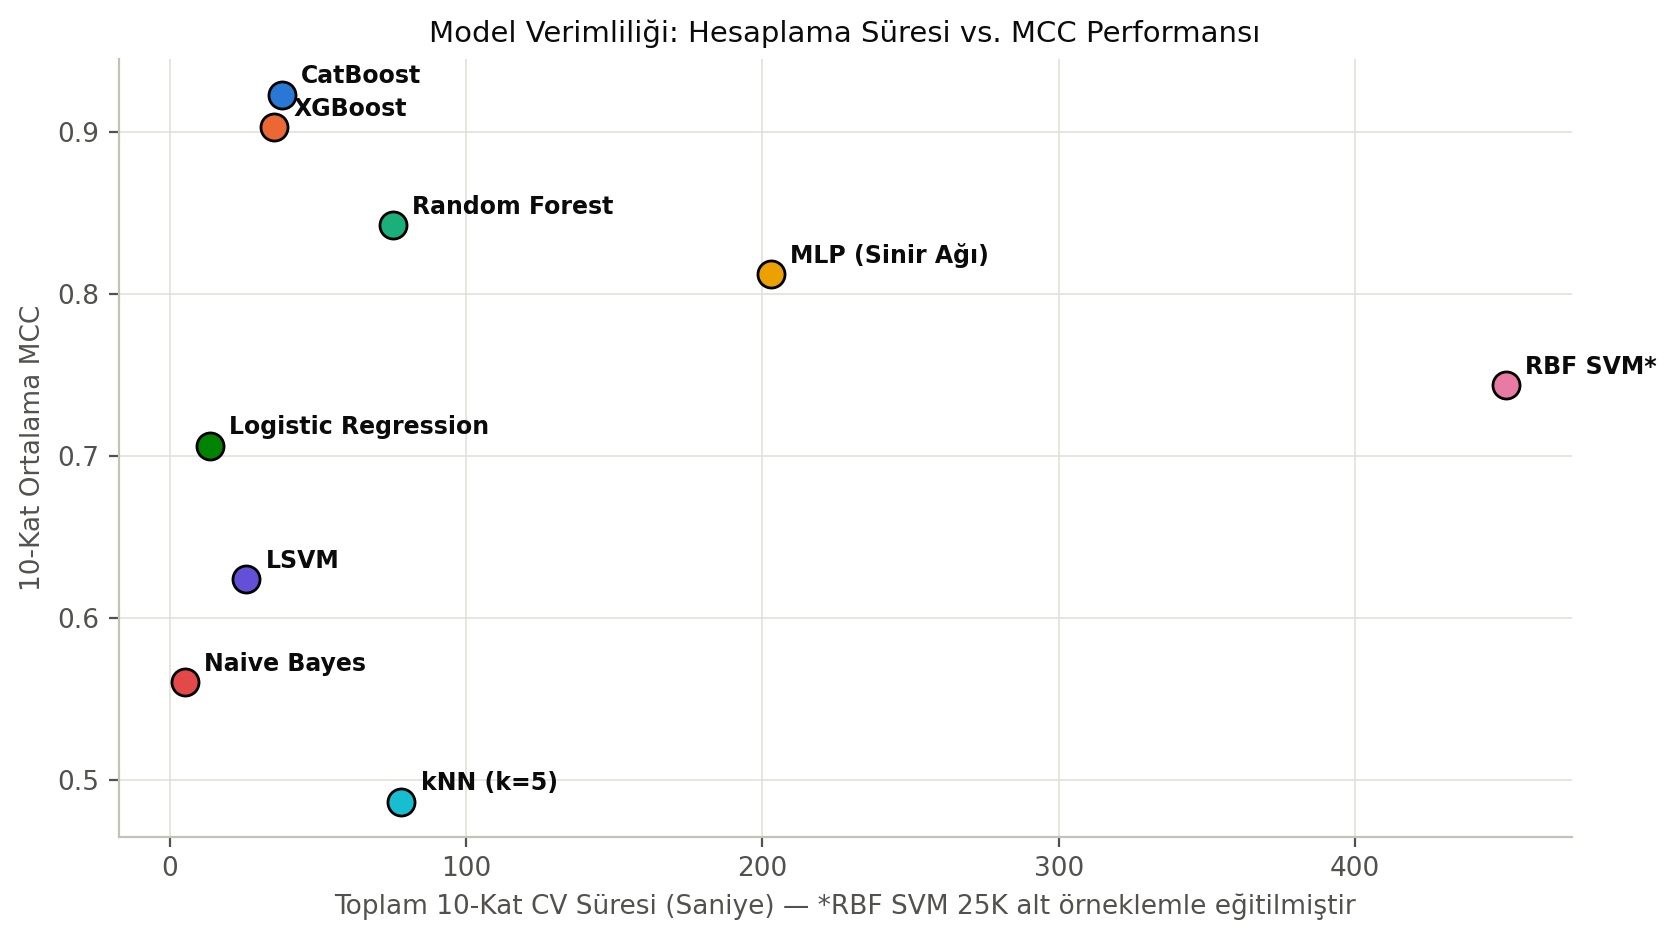 Model Verimliliği: Hesaplama Süresi vs. MCC Performansı
CatBoost
XGBoost
0.9
Random Forest
MLP (Sinir Ağı)
0.8
RBF SVM*
Logistic Regression
0.7
LSVM
0.6
Naive Bayes
kNN (k=5)
0.5
10-Kat Ortalama MCC
0 100 200 300 400
Toplam 10-Kat CV Süresi (Saniye) — *RBF SVM 25K alt örneklemle eğitilmiştir